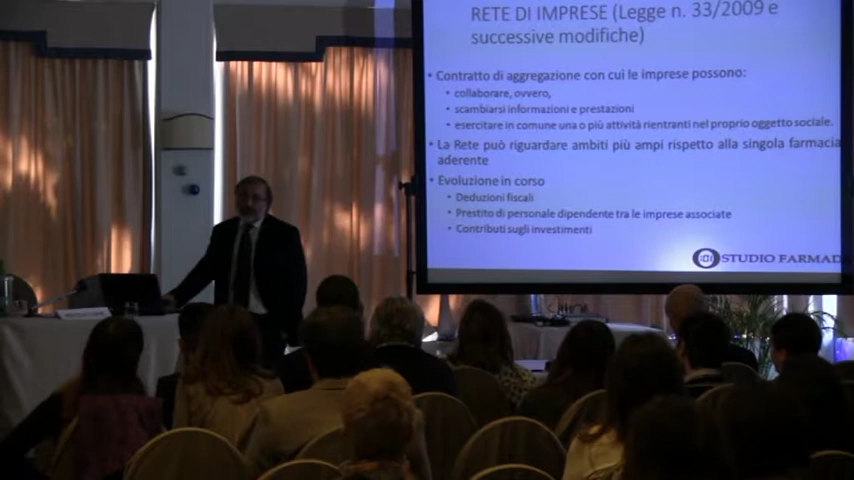 RETE DI IMPRESE (Legge n. 33/2009 e
successive modifiche)
• Contratto di aggregazione con cui le imprese possono:
• collaborare, ovvero,
• scambiarsi informazioni e prestazioni
• esercitare in comune una o più attività rientranti nel proprio oggetto sociale.
• La Rete può riguardare ambiti più ampi rispetto alla singola farmacia
aderente
• Evoluzione in corso
• Deduzioni fiscali
• Prestito di personale dipendente tra le imprese associate
• Contributi sugli investimenti
STUDIO FARMADA